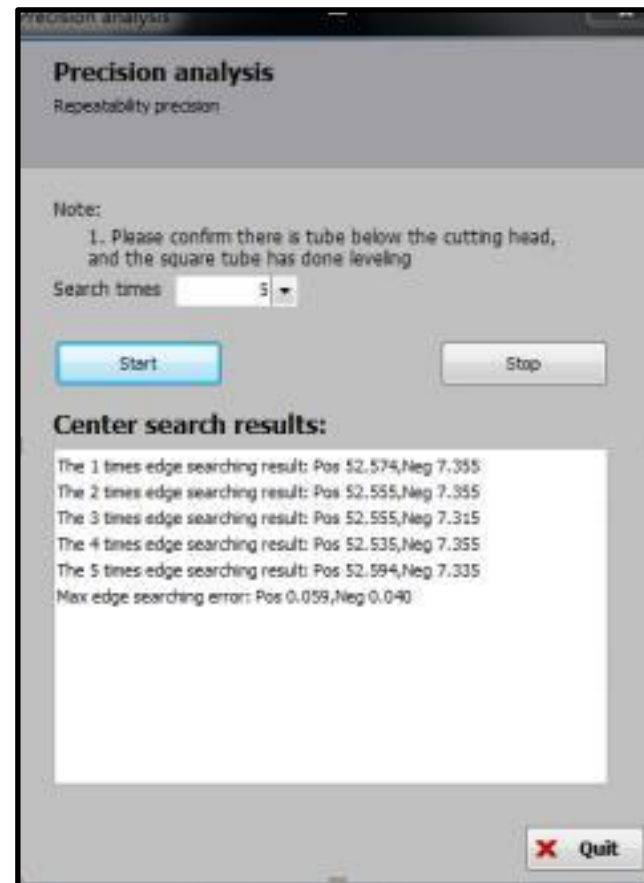 Precision analysis
Precision analysis
Repeatability precision
Note:
1. Please confirm there is tube below the cutting head,
and the square tube has done leveling
Search times 5
Start Stop
Center search results:
The 1 times edge searching result: Pos 52.574,Neg 7.355
The 2 times edge searching result: Pos 52.555,Neg 7.355
The 3 times edge searching result: Pos 52.555,Neg 7.315
The 4 times edge searching result: Pos 52.535,Neg 7.355
The 5 times edge searching result: Pos 52.594,Neg 7.335
Max edge searching error: Pos 0.059,Neg 0.040
Quit